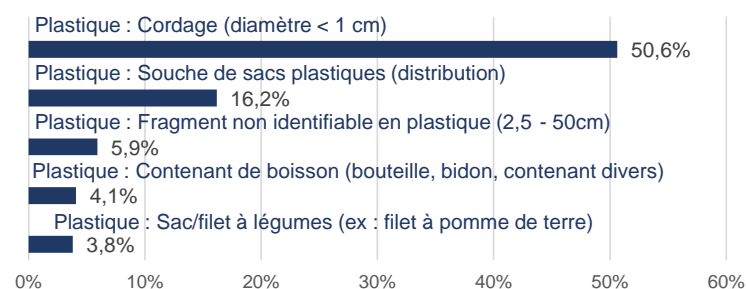 Plastique : Cordage (diamètre < 1 cm)
50,6%
Plastique : Souche de sacs plastiques (distribution)
16,2%
Plastique : Fragment non identifiable en plastique (2,5 - 50cm)
5,9%
Plastique : Contenant de boisson (bouteille, bidon, contenant divers)
4,1%
Plastique : Sac/filet à légumes (ex : filet à pomme de terre)
3,8%
0% 10% 20% 30% 40% 50% 60%